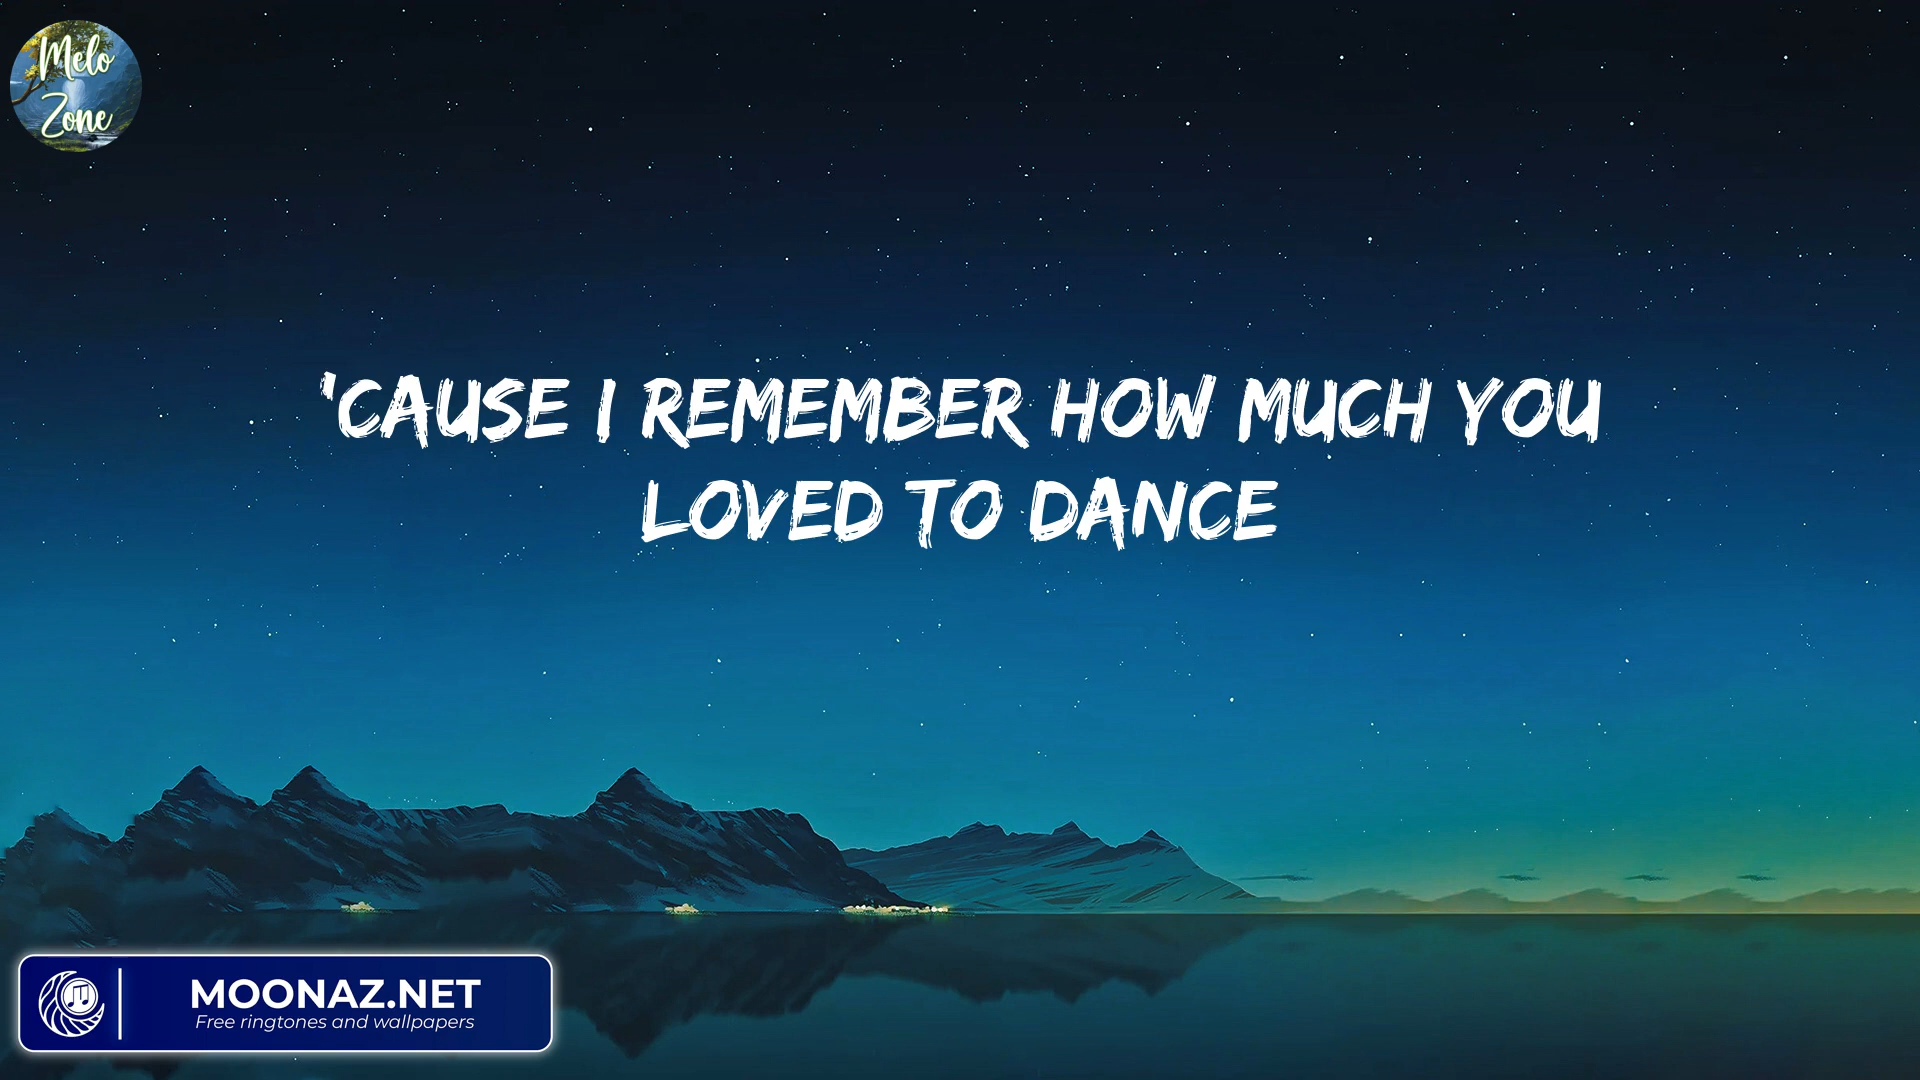 Melo
Zone
'CAUSE I REMEMBER HOW MUCH YOU
LOVED TO DANCE
MOONAZ.NET
Free ringtones and wallpapers